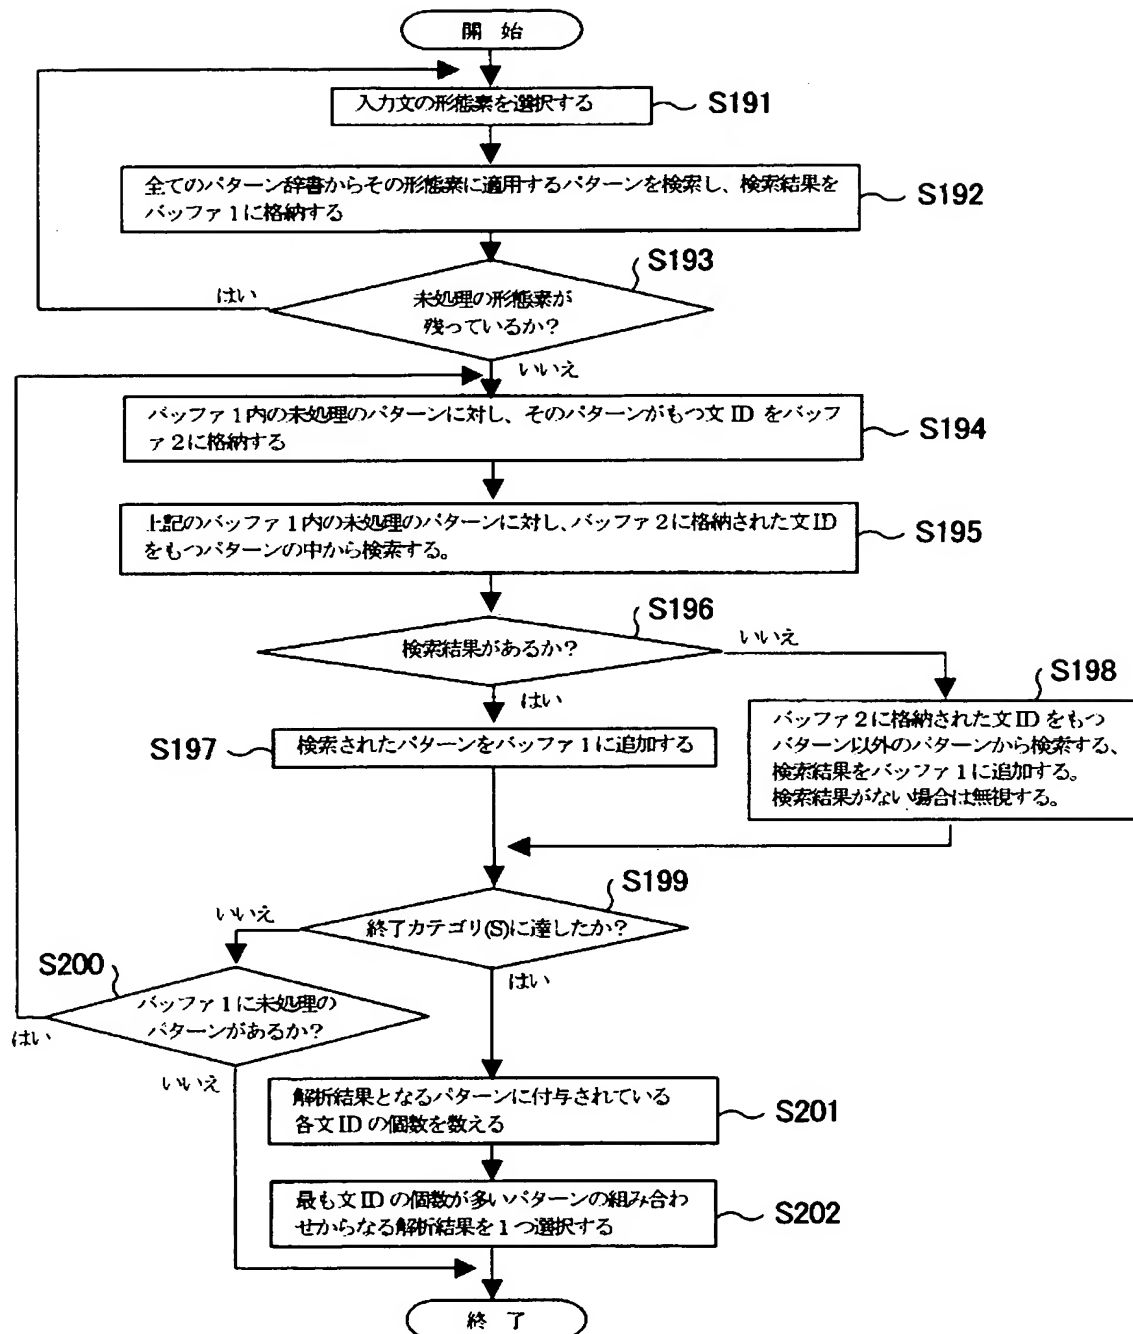 開 始
入力文の形態素を選択する
S191
全てのパターン辞書からその形態素に適用するパターンを検索し、検索結果を
バッファ1に格納する
S192
S193
はい
未処理の形態素が
残っているか?
いいえ
バッファ1内の未処理のパターンに対し、そのパターンがもつ文IDをバッフ
ァ2に格納する
S194
上記のバッファ1内の未処理のパターンに対し、バッファ2に格納された文ID
をもつパターンの中から検索する。
S195
S196
検索結果があるか?
いいえ
はい
S198
バッファ2に格納された文IDをもつ
パターン以外のパターンから検索する、
検索結果をバッファ1に追加する。
検索結果がない場合は無視する。
S197
検索されたパターンをバッファ1に追加する
S199
いいえ
終了カテゴリ(S)に達したか?
はい
S200
バッファ1に未処理の
パターンがあるか?
はい
いいえ
解析結果となるパターンに付与されている
各文IDの個数を数える
S201
最も文IDの個数が多いパターンの組み合わ
せからなる解析結果を1つ選択する
S202
終 了